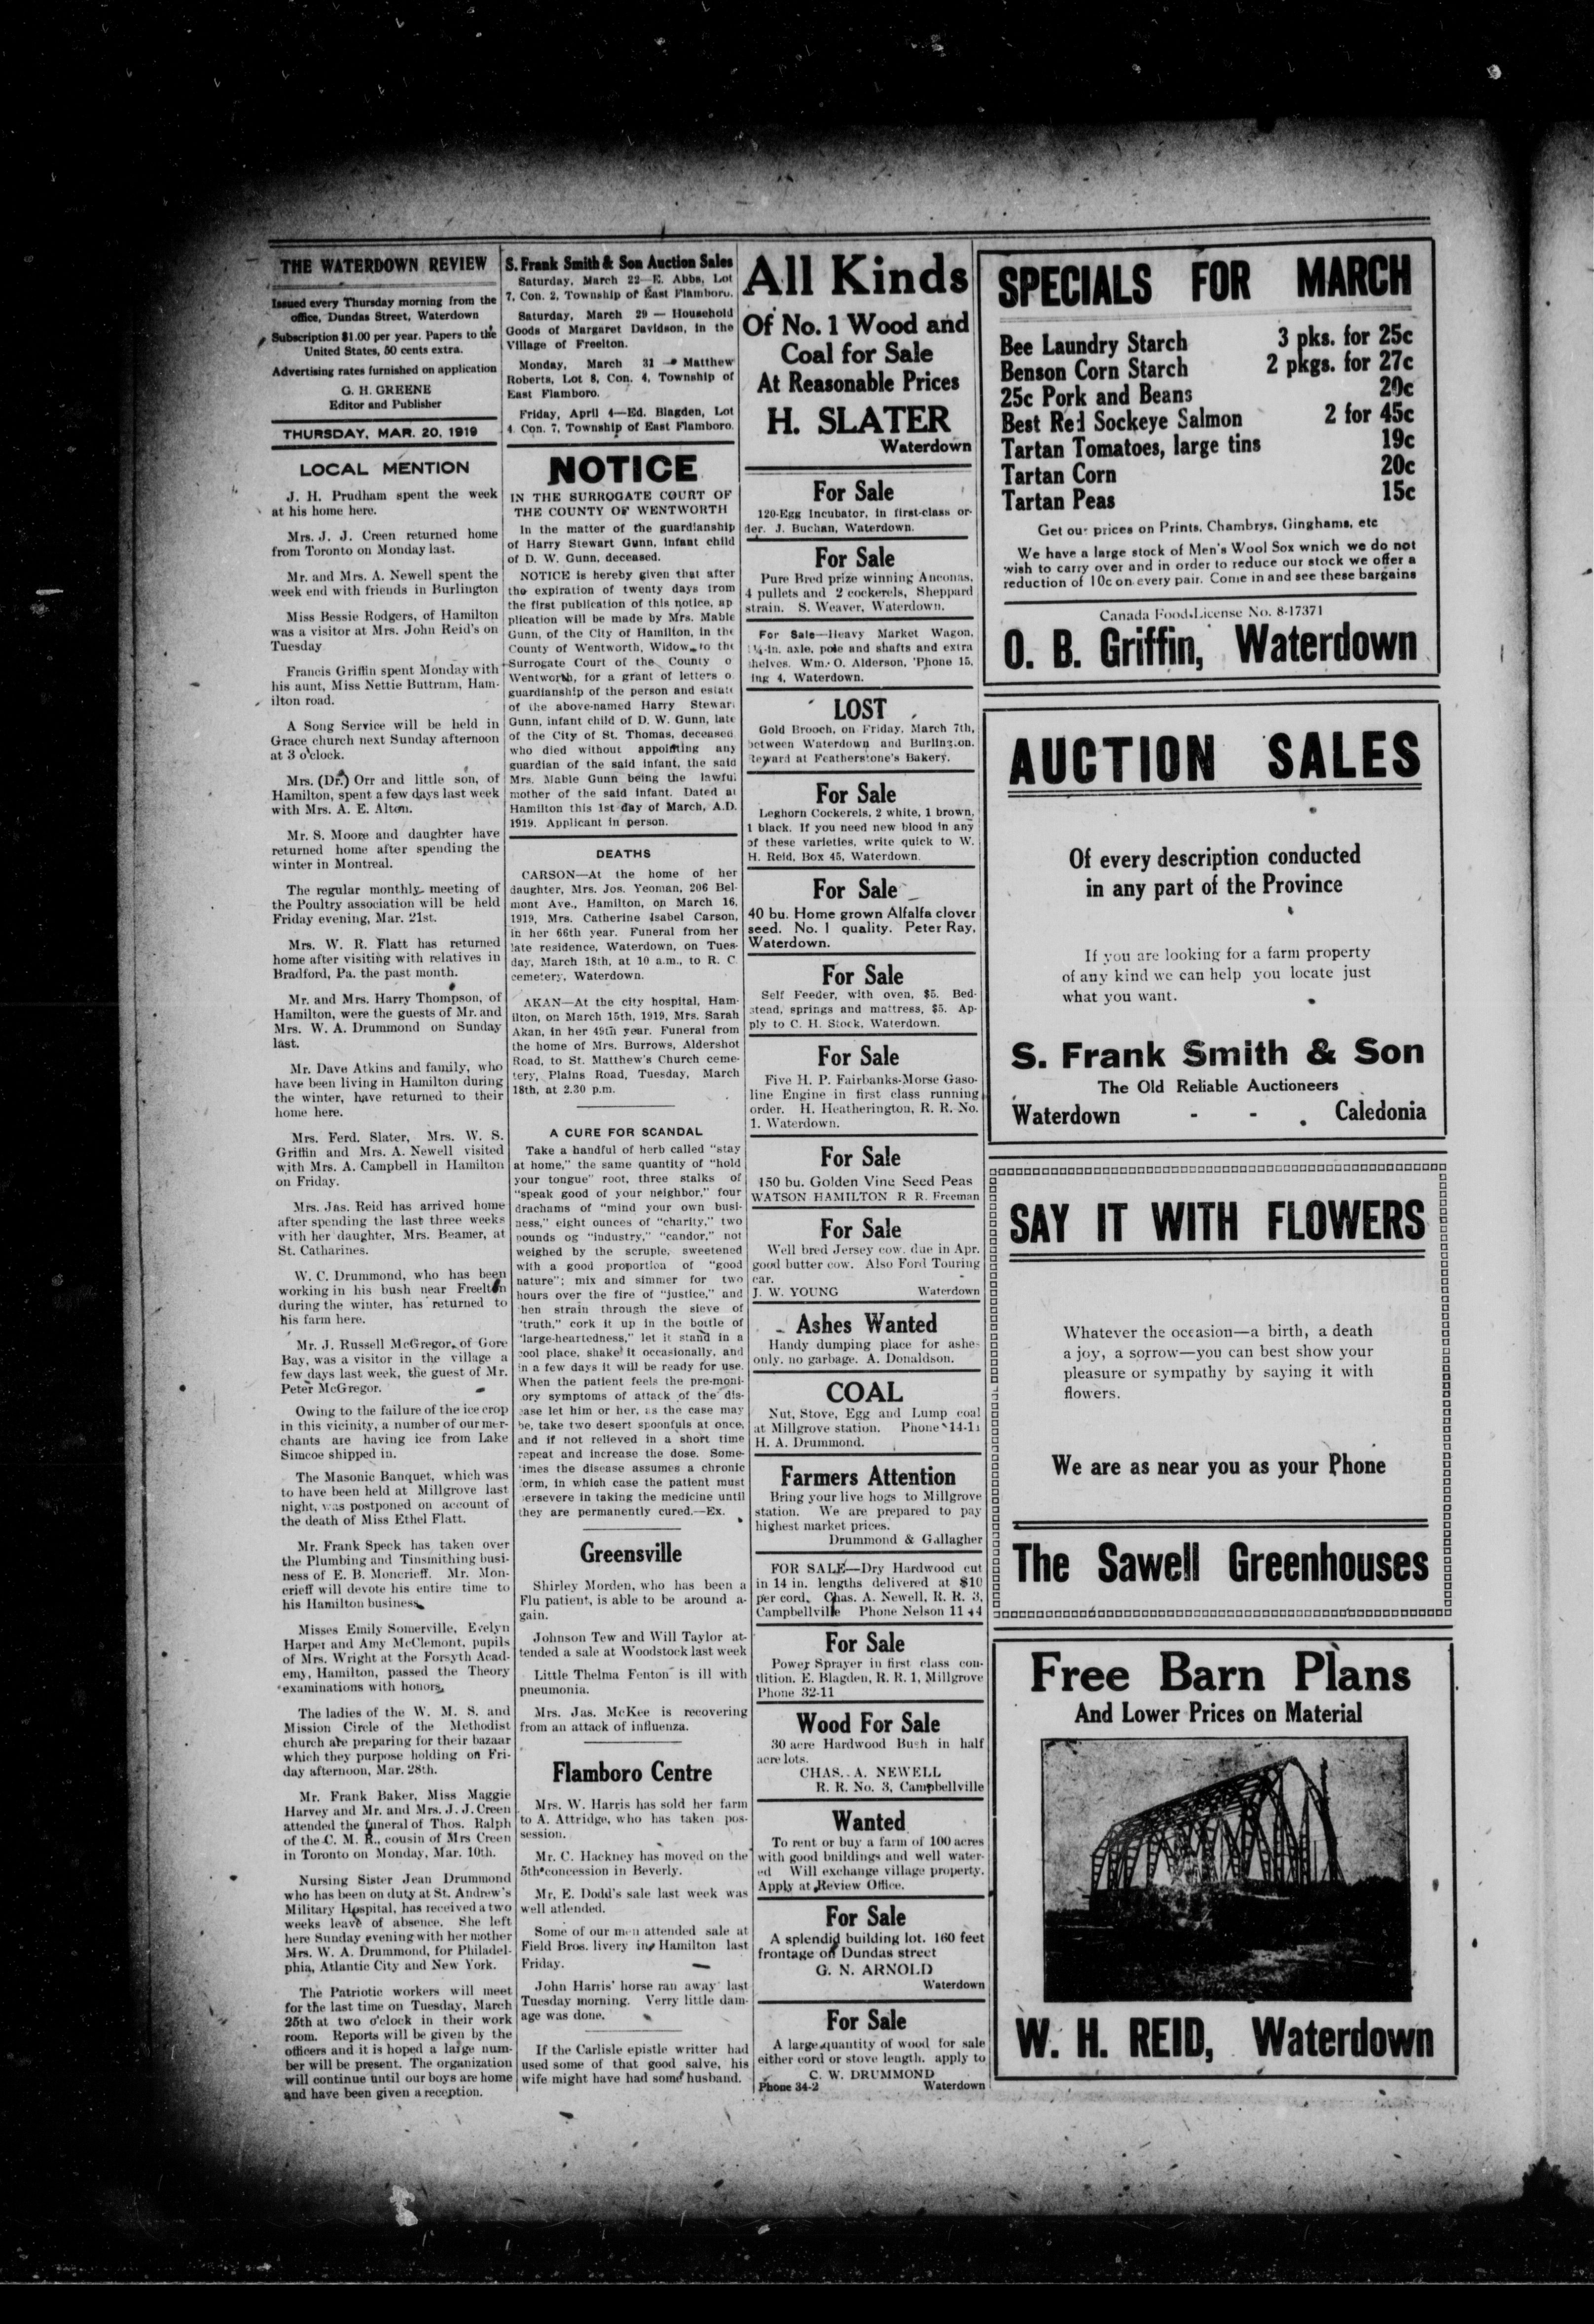 THE WATERDOWN REVIEW
Issued every Thursday morning from the
office, Dundas Street, Waterdown
Subscription $1.00 per year. Papers to the
United States, 50 cents extra.
Advertising rates furnished on application
G. H. GREENE
Editor and Publisher
THURSDAY, MAR. 20, 1919
LOCAL MENTION
J. H. Prudham spent the week
at his home here.
Mrs. J. J. Creen returned home
from Toronto on Monday last.
Mr. and Mrs. A. Newell spent the
week end with friends in Burlington
Miss Bessie Rodgers, of Hamilton
was a visitor at Mrs. John Reid's on
Tuesday
Francis Griffin spent Monday with
his aunt, Miss Nettie Buttrum, Ham-
ilton road.
A Song Service will be held in
Grace church next Sunday afternoon
at 3 o'clock.
Mrs. (Dr.) Orr and little son, of
Hamilton, spent a few days last week
with Mrs. A. E. Alton.
Mr. S. Moore and daughter have
returned home after spending the
winter in Montreal.
The regular monthly meeting of
the Poultry association will be held
Friday evening, Mar. 21st.
Mrs. W. R. Flatt has returned
home after visiting with relatives in
Bradford, Pa. the past month.
Mr. and Mrs. Harry Thompson, of
Hamilton, were the guests of Mr. and
Mrs. W. A. Drummond on Sunday
last.
Mr. Dave Atkins and family, who
have been living in Hamilton during
the winter, have returned to their
home here.
Mrs. Ferd. Slater, Mrs. W. S.
Griffin and Mrs. A. Newell visited
with Mrs. A. Campbell in Hamilton
on Friday.
Mrs. Jas. Reid has arrived home
after spending the last three weeks
with her daughter, Mrs. Beamer, at
St. Catharines.
W. C. Drummond, who has been
working in his bush near Freelton
during the winter, has returned to
his farm here.
Mr. J. Russell McGregor, of Gore
Bay, was a visitor in the village a
few days last week, the guest of Mr.
Peter McGregor.
Owing to the failure of the ice crop
in this vicinity, a number of our mer-
chants are having ice from Lake
Simcoe shipped in.
The Masonic Banquet, which was
to have been held at Millgrove last
night, was postponed on account of
the death of Miss Ethel Flatt.
Mr. Frank Speck has taken over
the Plumbing and Tinsmithing busi-
ness of E. B. Moncrieff. Mr. Mon-
crieff will devote his entire time to
his Hamilton business.
Misses Emily Somerville, Evelyn
Harper and Amy McClemont, pupils
of Mrs. Wright at the Forsyth Acad-
emy, Hamilton, passed the Theory
examinations with honors.
The ladies of the W. M. S. and
Mission Circle of the Methodist
church are preparing for their bazaar
which they purpose holding on Fri-
day afternoon, Mar. 28th.
Mr. Frank Baker, Miss Maggie
Harvey and Mr. and Mrs. J. J. Creen
attended the funeral of Thos. Ralph
of the C. M. R., cousin of Mrs Creen
in Toronto on Monday, Mar. 10th.
Nursing Sister Jean Drummond
who has been on duty at St. Andrew's
Military Hospital, has received a two
weeks leave of absence. She left
here Sunday evening with her mother
Mrs. W. A. Drummond, for Philadel-
phia, Atlantic City and New York.
The Patriotic workers will meet
for the last time on Tuesday, March
25th at two o'clock in their work
room. Reports will be given by the
officers and it is hoped a large num-
ber will be present. The organization
will continue until our boys are home
and have been given a reception.
S. Frank Smith & Son Auction Sales
Saturday, March 22—E. Abbs, Lot
7, Con. 2, Township of East Flamboro.
Saturday, March 29 — Household
Goods of Margaret Davidson, in the
Village of Freelton.
Monday, March 31 — Matthew
Roberts, Lot 8, Con. 4, Township of
East Flamboro.
Friday, April 4—Ed. Blagden, Lot
4, Con. 7, Township of East Flamboro.
NOTICE
IN THE SURROGATE COURT OF
THE COUNTY OF WENTWORTH
In the matter of the guardianship
of Harry Stewart Gunn, infant child
of D. W. Gunn, deceased.
NOTICE is hereby given that after
the expiration of twenty days from
the first publication of this notice, ap
plication will be made by Mrs. Mable
Gunn, of the City of Hamilton, in the
County of Wentworth, Widow, to the
Surrogate Court of the County o
Wentworth, for a grant of letters o
guardianship of the person and estate
of the above-named Harry Stewart
Gunn, infant child of D. W. Gunn, late
of the City of St. Thomas, deceased
who died without appointing any
guardian of the said infant, the said
Mrs. Mable Gunn being the lawful
mother of the said infant. Dated at
Hamilton this 1st day of March, A.D.
1919. Applicant in person.
DEATHS
CARSON—At the home of her
daughter, Mrs. Jos. Yeoman, 206 Bel-
mont Ave., Hamilton, on March 16,
1919, Mrs. Catherine Isabel Carson,
in her 66th year. Funeral from her
late residence, Waterdown, on Tues-
day, March 18th, at 10 a.m., to R. C.
cemetery, Waterdown.
AKAN—At the city hospital, Ham-
ilton, on March 15th, 1919, Mrs. Sarah
Akan, in her 49th year. Funeral from
the home of Mrs. Burrows, Aldershot
Road, to St. Matthew's Church ceme-
tery, Plains Road, Tuesday, March
18th, at 2.30 p.m.
A CURE FOR SCANDAL
Take a handful of herb called "stay
at home," the same quantity of "hold
your tongue" root, three stalks of
"speak good of your neighbor," four
drachams of "mind your own busi-
ness," eight ounces of "charity," two
pounds og "industry," "candor," not
weighed by the scruple, sweetened
with a good proportion of "good
nature"; mix and simmer for two
hours over the fire of "justice," and
hen strain through the sieve of
"truth," cork it up in the bottle of
"large-heartedness," let it stand in a
cool place, shake it occasionally, and
in a few days it will be ready for use.
When the patient feels the pre-moni-
ory symptoms of attack of the dis-
ease let him or her, as the case may
be, take two desert spoonfuls at once,
and if not relieved in a short time
repeat and increase the dose. Some-
times the disease assumes a chronic
form, in which case the patient must
persevere in taking the medicine until
they are permanently cured.—Ex.
Greensville
Shirley Morden, who has been a
Flu patient, is able to be around a-
gain.
Johnson Tew and Will Taylor at-
tended a sale at Woodstock last week
Little Thelma Fenton is ill with
pneumonia.
Mrs. Jas. McKee is recovering
from an attack of influenza.
Flamboro Centre
Mrs. W. Harris has sold her farm
to A. Attridge, who has taken pos-
session.
Mr. C. Hackney has moved on the
5th concession in Beverly.
Mr. E. Dodd's sale last week was
well attended.
Some of our men attended sale at
Field Bros. livery in Hamilton last
Friday.
John Harris' horse ran away last
Tuesday morning. Verry little dam-
age was done.
If the Carlisle epistle writter had
used some of that good salve, his
wife might have had some husband.
All Kinds
Of No. 1 Wood and
Coal for Sale
At Reasonable Prices
H. SLATER
Waterdown
For Sale
120-Egg Incubator, in first-class or-
der. J. Buchan, Waterdown.
For Sale
Pure Bred prize winning Anconas,
4 pullets and 2 cockerels, Sheppard
strain. S. Weaver, Waterdown.
For Sale—Heavy Market Wagon,
¼-in. axle, pole and shafts and extra
shelves. Wm. O. Alderson, 'Phone 15,
ing 4, Waterdown.
LOST
Gold Brooch, on Friday, March 7th,
between Waterdown and Burlington.
Reward at Featherstone's Bakery.
For Sale
Leghorn Cockerels, 2 white, 1 brown,
1 black. If you need new blood in any
of these varieties, write quick to W.
H. Reid, Box 45, Waterdown.
For Sale
40 bu. Home grown Alfalfa clover
seed. No. 1 quality. Peter Ray,
Waterdown.
For Sale
Self Feeder, with oven, $5. Bed-
stead, springs and mattress, $5. Ap-
ply to C. H. Stock, Waterdown.
For Sale
Five H. P. Fairbanks-Morse Gaso-
line Engine in first class running
order. H. Heatherington, R. R. No.
1. Waterdown.
For Sale
150 bu. Golden Vine Seed Peas
WATSON HAMILTON R R. Freeman
For Sale
Well bred Jersey cow, due in Apr.
good butter cow. Also Ford Touring
car.
J. W. YOUNG Waterdown
Ashes Wanted
Handy dumping place for ashe
only, no garbage. A. Donaldson.
COAL
Nut, Stove, Egg and Lump coal
at Millgrove station. Phone 14-11
H. A. Drummond.
Farmers Attention
Bring your live hogs to Millgrove
station. We are prepared to pay
highest market prices.
Drummond & Gallagher
FOR SALE—Dry Hardwood cut
in 14 in. lengths delivered at $10
per cord. Chas. A. Newell, R. R. 3,
Campbellville Phone Nelson 11 44
For Sale
Power Sprayer in first class con-
dition. E. Blagden, R. R. 1, Millgrove
Phone 32-11
Wood For Sale
30 acre Hardwood Bush in half
acre lots.
CHAS. A. NEWELL
R. R. No. 3, Campbellville
Wanted
To rent or buy a farm of 100 acres
with good buildings and well water-
ed Will exchange village property.
Apply at Review Office.
For Sale
A splendid building lot. 160 feet
frontage on Dundas street
G. N. ARNOLD
Waterdown
For Sale
A large quantity of wood for sale
either cord or stove length. apply to
C. W. DRUMMOND
Phone 34-2 Waterdown
SPECIALS FOR MARCH
Bee Laundry Starch 3 pks. for 25c
Benson Corn Starch 2 pkgs. for 27c
25c Pork and Beans 20c
Best Red Sockeye Salmon 2 for 45c
Tartan Tomatoes, large tins 19c
Tartan Corn 20c
Tartan Peas 15c
Get our prices on Prints, Chambrys, Ginghams, etc
We have a large stock of Men's Wool Sox which we do not
wish to carry over and in order to reduce our stock we offer a
reduction of 10c on every pair. Come in and see these bargains
Canada Food License No. 8-17371
O. B. Griffin, Waterdown
AUCTION SALES
Of every description conducted
in any part of the Province
If you are looking for a farm property
of any kind we can help you locate just
what you want.
S. Frank Smith & Son
The Old Reliable Auctioneers
Waterdown - - Caledonia
SAY IT WITH FLOWERS
Whatever the occasion—a birth, a death
a joy, a sorrow—you can best show your
pleasure or sympathy by saying it with
flowers.
We are as near you as your Phone
The Sawell Greenhouses
Free Barn Plans
And Lower Prices on Material
W. H. REID, Waterdown